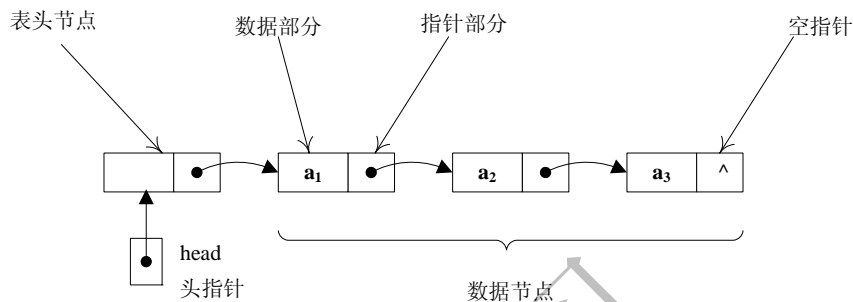 表头节点 数据部分 指针部分 空指针
a1 a2 a3 ^
head
头指针
数据节点